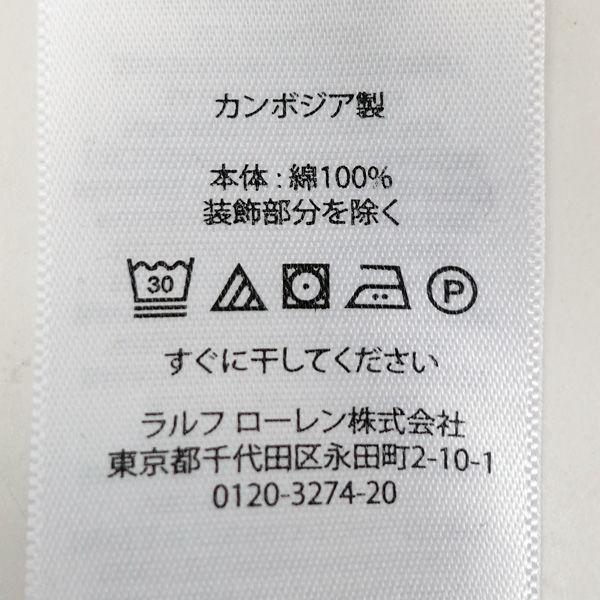 カンボジア製
本体 : 綿100%
装飾部分を除く
30 P
すぐに干してください
ラルフ ローレン株式会社
東京都千代田区永田町2-10-1
0120-3274-20